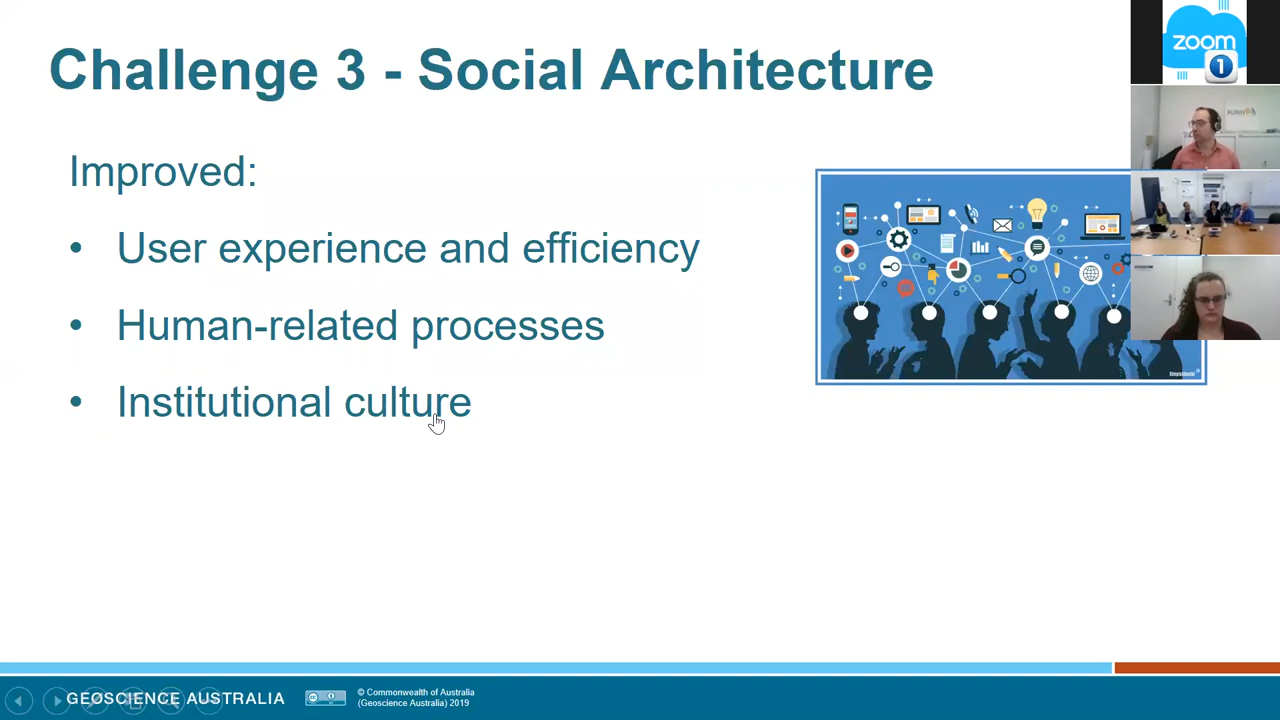 Challenge 3 - Social Architecture
zoom
1
Improved:
• User experience and efficiency
• Human-related processes
• Institutional culture
GEOSCIENCE AUSTRALIA
© Commonwealth of Australia
(Geoscience Australia) 2019